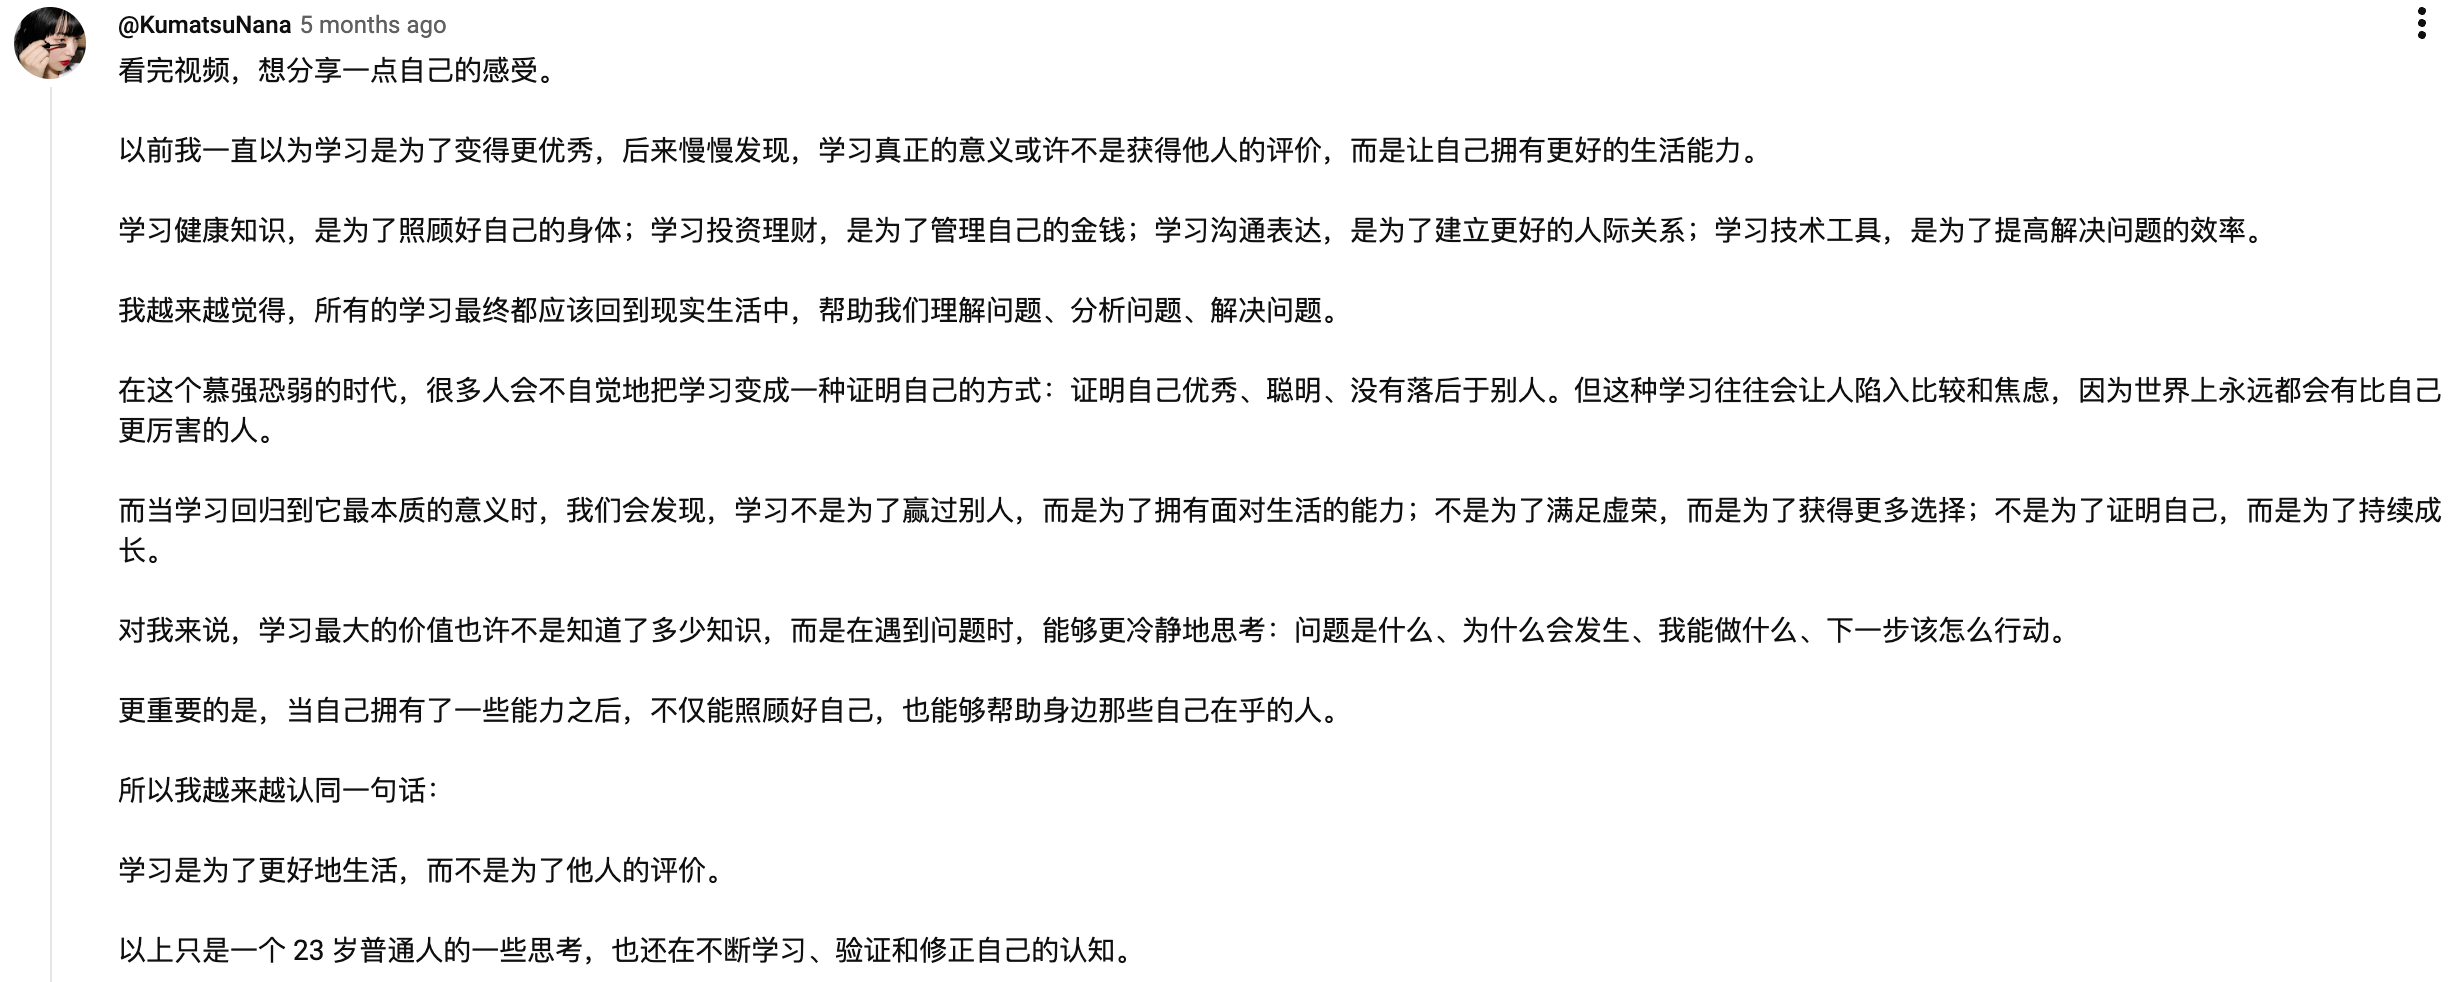 @KumatsuNana 5 months ago
看完视频，想分享一点自己的感受。
以前我一直以为学习是为了变得更优秀，后来慢慢发现，学习真正的意义或许不是获得他人的评价，而是让自己拥有更好的生活能力。
学习健康知识，是为了照顾好自己的身体；学习投资理财，是为了管理自己的金钱；学习沟通表达，是为了建立更好的人际关系；学习技术工具，是为了提高解决问题的效率。
我越来越觉得，所有的学习最终都应该回到现实生活中，帮助我们理解问题、分析问题、解决问题。
在这个慕强恐弱的时代，很多人会不自觉地把学习变成一种证明自己的方式：证明自己优秀、聪明、没有落后于别人。但这种学习往往会让人陷入比较和焦虑，因为世界上永远都会有比自己
更厉害的人。
而当学习回归到它最本质的意义时，我们会发现，学习不是为了赢过别人，而是为了拥有面对生活的能力；不是为了满足虚荣，而是为了获得更多选择；不是为了证明自己，而是为了持续成
长。
对我来说，学习最大的价值也许不是知道了多少知识，而是在遇到问题时，能够更冷静地思考：问题是什么、为什么会发生、我能做什么、下一步该怎么行动。
更重要的是，当自己拥有了一些能力之后，不仅能照顾好自己，也能够帮助身边那些自己在乎的人。
所以我越来越认同一句话：
学习是为了更好地生活，而不是为了他人的评价。
以上只是一个 23 岁普通人的一些思考，也还在不断学习、验证和修正自己的认知。